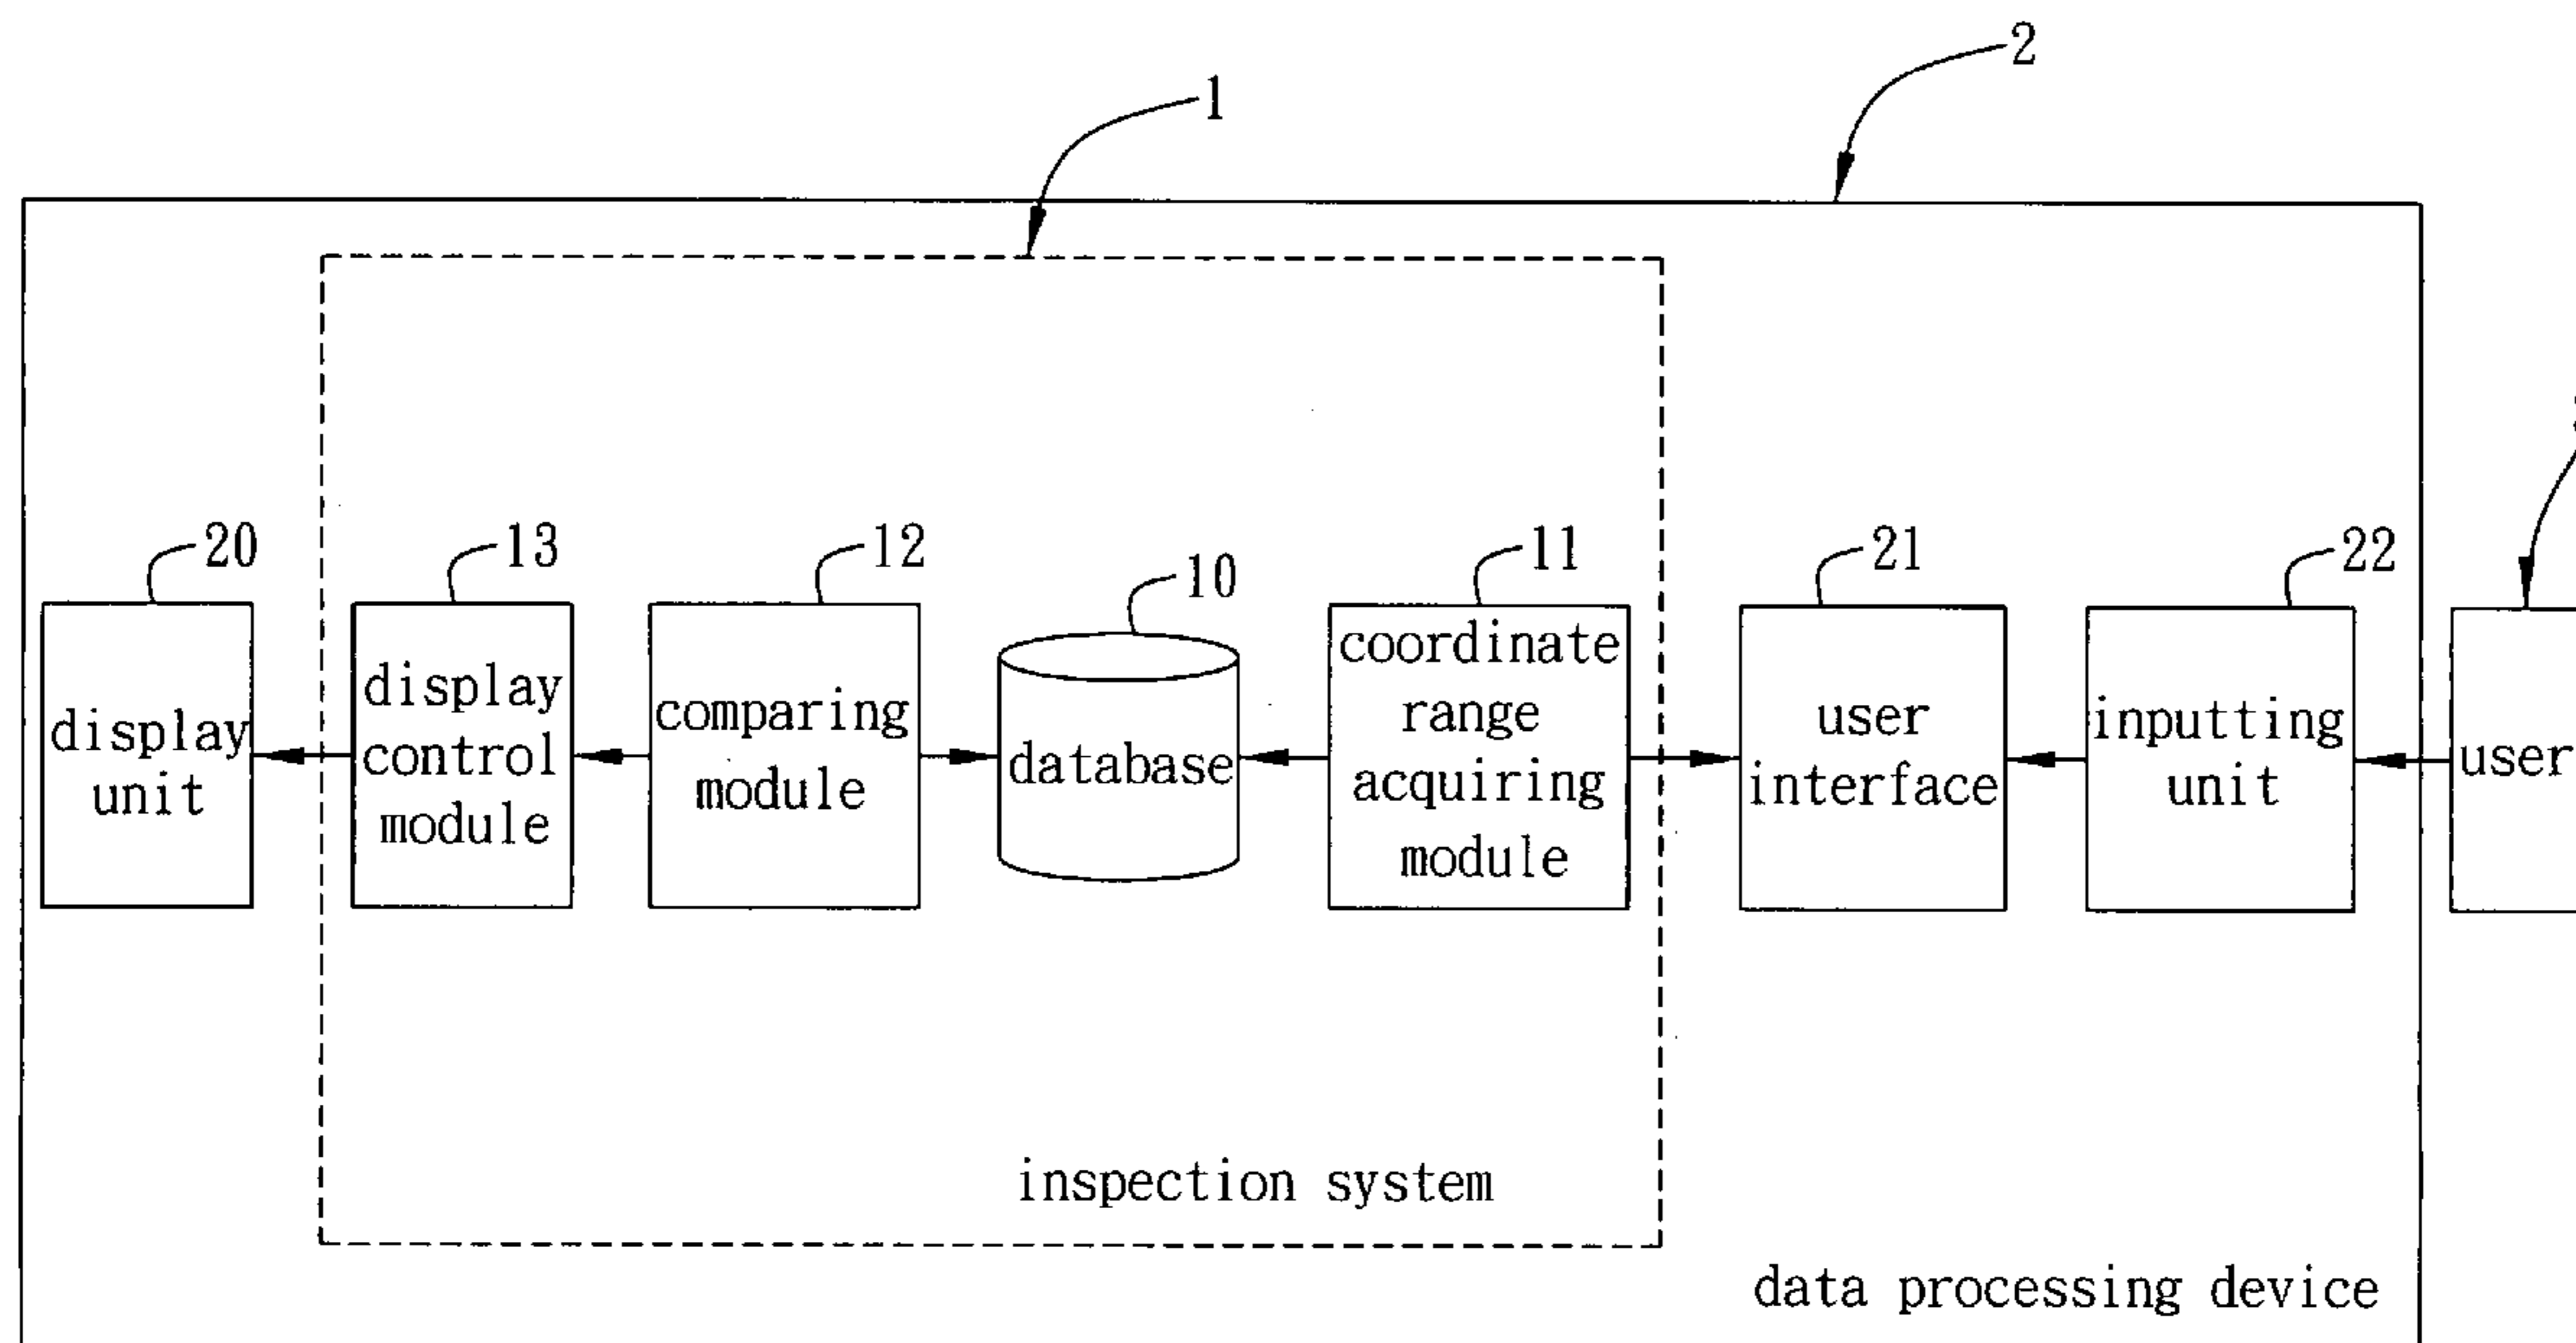 2
1
20
13
12
10
11
21
22
display
unit
display
control
module
comparing
module
database
coordinate
range
acquiring
module
user
interface
inputting
unit
user
inspection system
data processing device